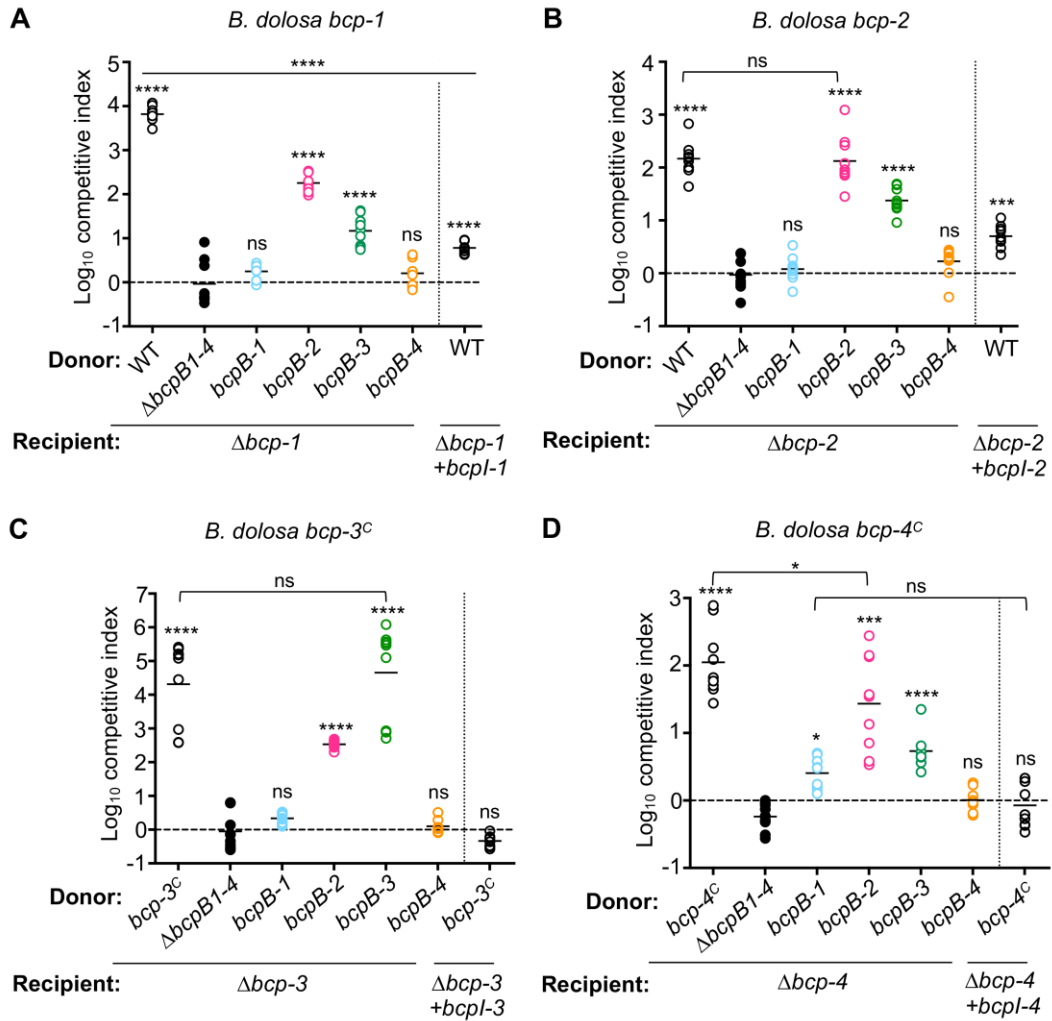 A
B. dolosa bcp-1
Log₁₀ competitive index
5
4
3
2
1
0
-1
****
****
ns
****
****
ns
****
Donor:
WT
ΔbcpB1-4
bcpB-1
bcpB-2
bcpB-3
bcpB-4
WT
Recipient:
Δbcp-1
Δbcp-1
+bcpI-1
B
B. dolosa bcp-2
Log₁₀ competitive index
4
3
2
1
0
-1
ns
****
ns
****
****
ns
***
Donor:
WT
ΔbcpB1-4
bcpB-1
bcpB-2
bcpB-3
bcpB-4
WT
Recipient:
Δbcp-2
Δbcp-2
+bcpI-2
C
B. dolosa bcp-3ᶜ
Log₁₀ competitive index
7
6
5
4
3
2
1
0
-1
ns
****
ns
****
****
ns
ns
Donor:
bcp-3ᶜ
ΔbcpB1-4
bcpB-1
bcpB-2
bcpB-3
bcpB-4
bcp-3ᶜ
Recipient:
Δbcp-3
Δbcp-3
+bcpI-3
D
B. dolosa bcp-4ᶜ
Log₁₀ competitive index
3
2
1
0
-1
*
ns
****
*
***
****
ns
ns
Donor:
bcp-4ᶜ
ΔbcpB1-4
bcpB-1
bcpB-2
bcpB-3
bcpB-4
bcp-4ᶜ
Recipient:
Δbcp-4
Δbcp-4
+bcpI-4